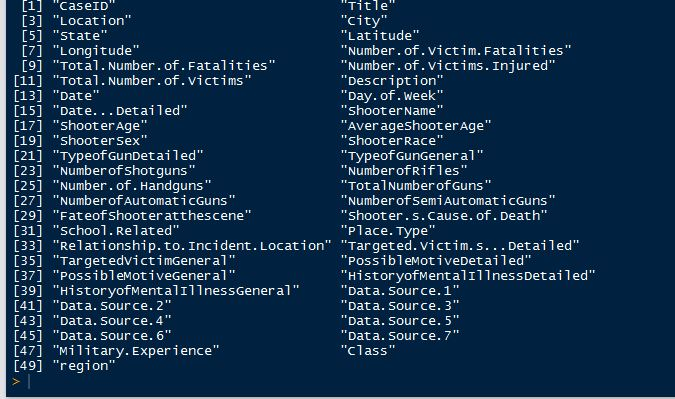 [1] "CaseID" "Title"
[3] "Location" "City"
[5] "State" "Latitude"
[7] "Longitude" "Number.of.Victim.Fatalities"
[9] "Total.Number.of.Fatalities" "Number.of.Victims.Injured"
[11] "Total.Number.of.Victims" "Description"
[13] "Date" "Day.of.Week"
[15] "Date...Detailed" "ShooterName"
[17] "ShooterAge" "AverageShooterAge"
[19] "ShooterSex" "ShooterRace"
[21] "TypeofGunDetailed" "TypeofGunGeneral"
[23] "NumberofShotguns" "NumberofRifles"
[25] "Number.of.Handguns" "TotalNumberofGuns"
[27] "NumberofAutomaticGuns" "NumberofSemiAutomaticGuns"
[29] "FateofShooteratthescene" "Shooter.s.Cause.of.Death"
[31] "School.Related" "Place.Type"
[33] "Relationship.to.Incident.Location" "Targeted.Victim.s...Detailed"
[35] "TargetedVictimGeneral" "PossibleMotiveDetailed"
[37] "PossibleMotiveGeneral" "HistoryofMentalIllnessDetailed"
[39] "HistoryofMentalIllnessGeneral" "Data.Source.1"
[41] "Data.Source.2" "Data.Source.3"
[43] "Data.Source.4" "Data.Source.5"
[45] "Data.Source.6" "Data.Source.7"
[47] "Military.Experience" "Class"
[49] "region"
>